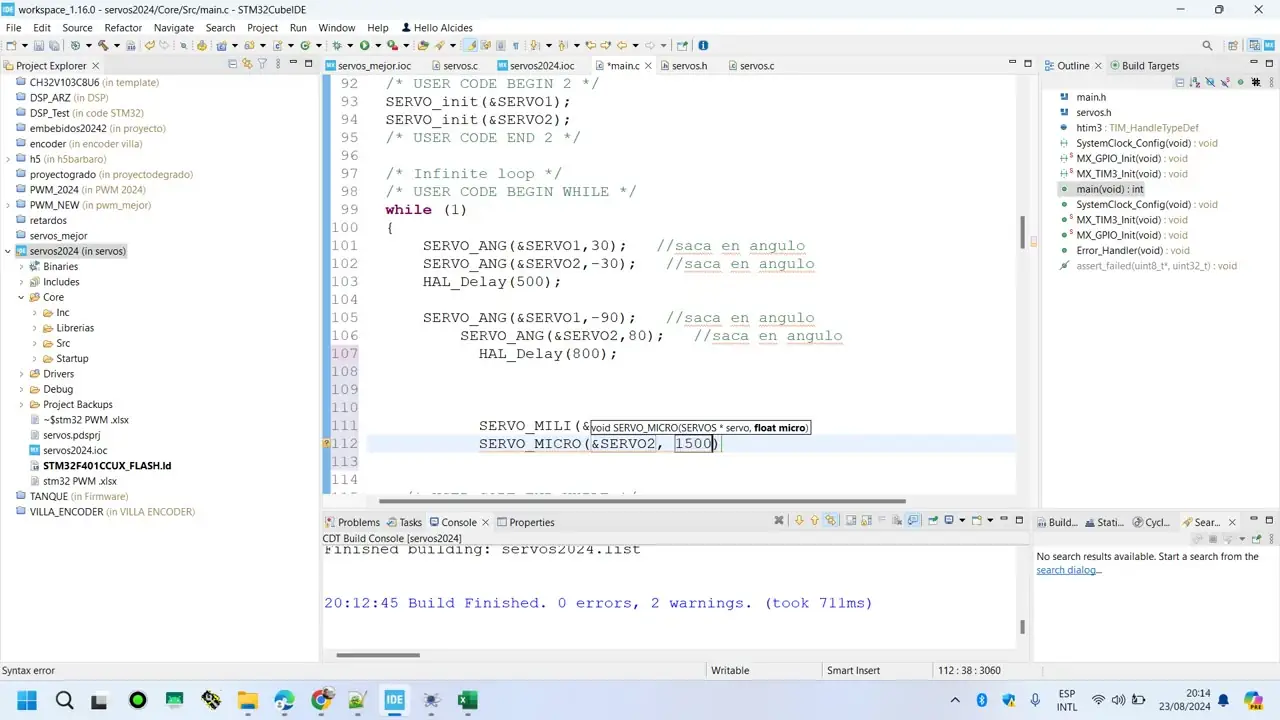 workspace_1.16.0 - servos2024/Core/Src/main.c - STM32CubeIDE
File Edit Source Refactor Navigate Search Project Explorer Run Window Help Hello Alcides
Project Explorer
servos_mejor.ioc servos.c servos2024.ioc *main.c servos.h servos.c
Outline Build Targets
CH32V103C8U6 (in template)
DSP_ARZ (in DSP)
DSP_Test (in code STM32)
embebidos20242 (in proyecto)
encoder (in encoder villa)
h5 (in h5barbaro)
proyectogrado (in proyectodegrado)
PWM_2024 (in PWM 2024)
PWM_NEW (in pwm_mejor)
retardos
servos_mejor
servos2024 (in servos)
Binaries
Includes
Core
Inc
Librerias
Src
Startup
Drivers
Debug
Project Backups
~$stm32 PWM .xlsx
servos.pdsprj
servos2024.ioc
STM32F401CCUX_FLASH.ld
stm32 PWM .xlsx
TANQUE (in Firmware)
VILLA_ENCODER (in VILLA ENCODER)
92 /* USER CODE BEGIN 2 */
93 SERVO_init(&SERVO1);
94 SERVO_init(&SERVO2);
95 /* USER CODE END 2 */
96
97 /* Infinite loop */
98 /* USER CODE BEGIN WHILE */
99 while (1)
100 {
101 SERVO_ANG(&SERVO1,30); //saca en angulo
102 SERVO_ANG(&SERVO2,-30); //saca en angulo
103 HAL_Delay(500);
104
105 SERVO_ANG(&SERVO1,-90); //saca en angulo
106 SERVO_ANG(&SERVO2,80); //saca en angulo
107 HAL_Delay(800);
108
109
110
111 SERVO_MILI(&
void SERVO_MICRO(SERVOS * servo, float micro)
112 SERVO_MICRO(&SERVO2, 1500)
113
114
main.h
servos.h
htim3 : TIM_HandleTypeDef
SystemClock_Config(void) : void
MX_GPIO_Init(void) : void
MX_TIM3_Init(void) : void
main(void) : int
SystemClock_Config(void) : void
MX_TIM3_Init(void) : void
MX_GPIO_Init(void) : void
Error_Handler(void) : void
assert_failed(uint8_t*, uint32_t) : void
Problems Tasks Console Properties
CDT Build Console [servos2024]
Finished building: servos2024.list
20:12:45 Build Finished. 0 errors, 2 warnings. (took 711ms)
Build... Stati... Cycl... Sear...
No search results available. Start a search from the
search dialog...
Syntax error
Writable Smart Insert 112 : 38 : 3060
ESP
INTL
20:14
23/08/2024